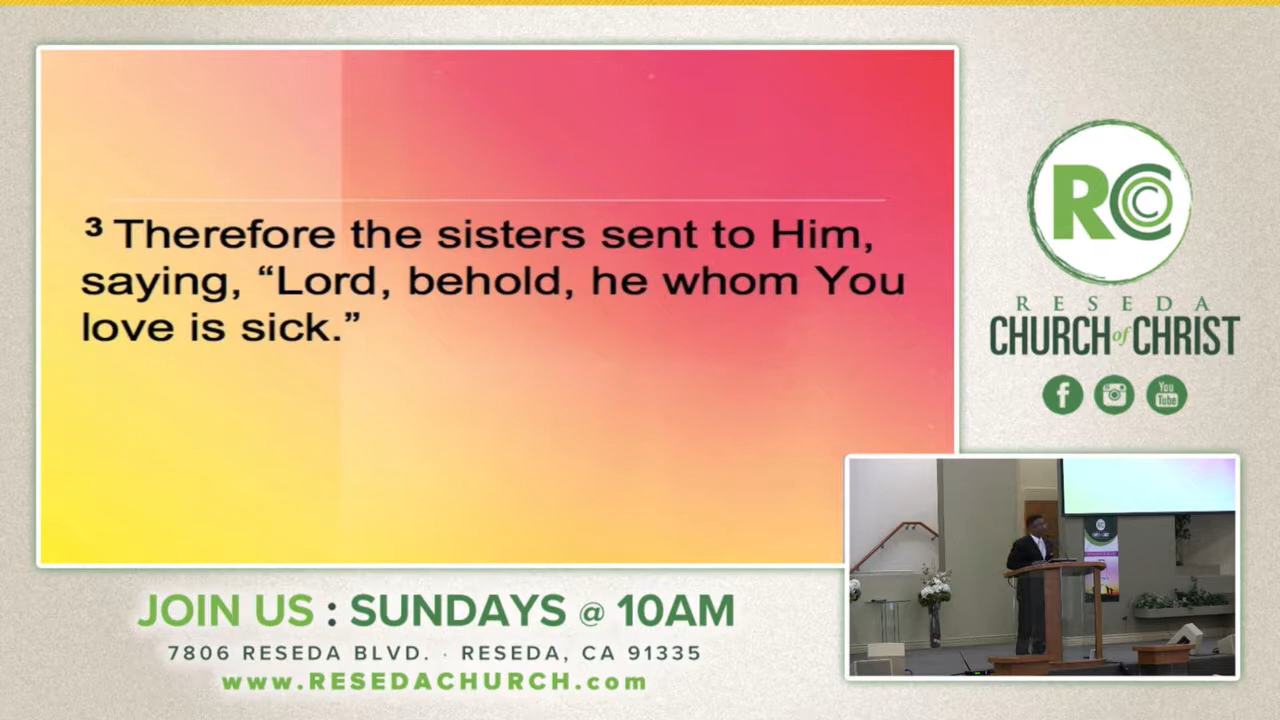 ³ Therefore the sisters sent to Him,
saying, “Lord, behold, he whom You
love is sick.”
RCC
RESEDA
CHURCH of CHRIST
f
You
Tube
JOIN US : SUNDAYS @ 10AM
7806 RESEDA BLVD. · RESEDA, CA 91335
www.RESEDACHURCH.com